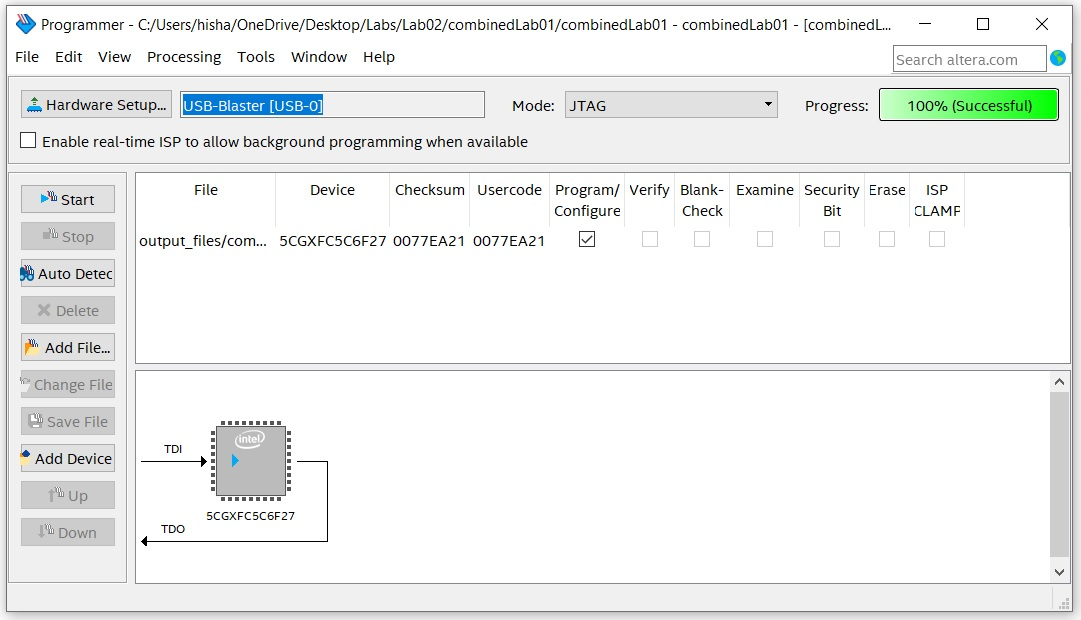 Programmer - C:/Users/hisha/OneDrive/Desktop/Labs/Lab02/combinedLab01/combinedLab01 - combinedLab01 - [combinedL...
File Edit View Processing Tools Window Help
Search altera.com
Hardware Setup... USB-Blaster [USB-0] Mode: JTAG Progress: 100% (Successful)
Enable real-time ISP to allow background programming when available
Start
Stop
Auto Detec
Delete
Add File...
Change File
Save File
Add Device
Up
Down
File Device Checksum Usercode Program/ Verify Blank- Examine Security Erase ISP
Configure Check Bit CLAMP
output_files/com... 5CGXFC5C6F27 0077EA21 0077EA21
intel
TDI
5CGXFC5C6F27
TDO